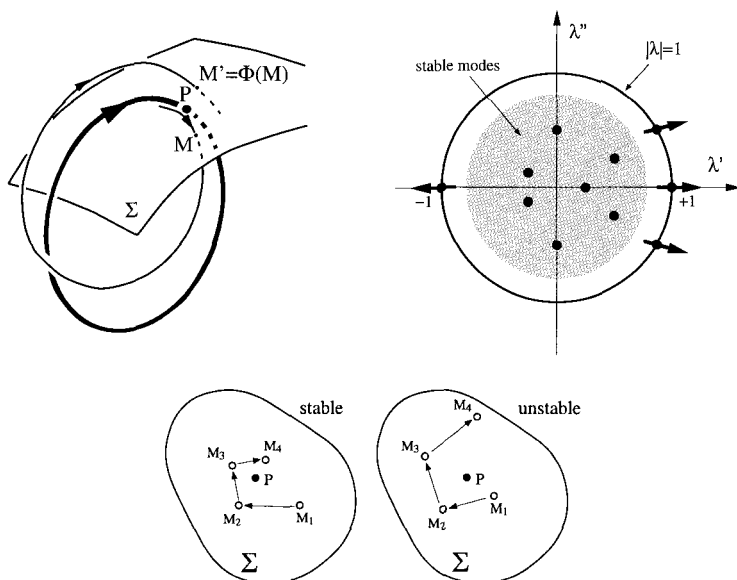 M'=Φ(M)
P
M
Σ
λ"
|λ|=1
stable modes
λ'
−1
+1
stable
M₃
M₄
P
M₂
M₁
Σ
unstable
M₄
M₃
P
M₁
M₂
Σ